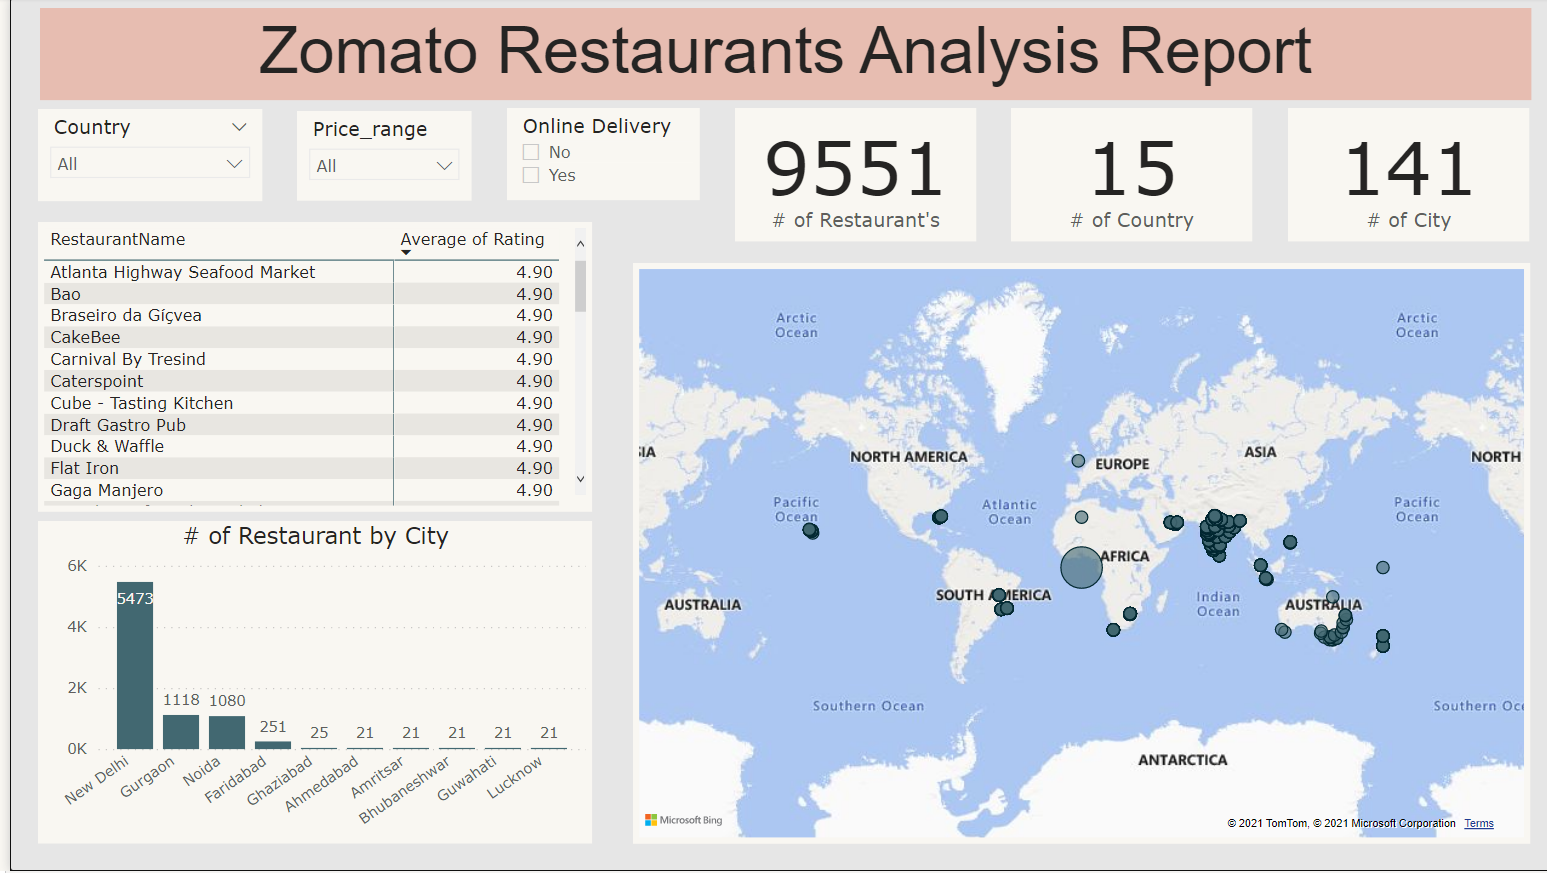 Zomato Restaurants Analysis Report
Country
All
Price_range
All
Online Delivery
No
Yes
9551
# of Restaurant's
15
# of Country
141
# of City
RestaurantName Average of Rating
Atlanta Highway Seafood Market 4.90
Bao 4.90
Braseiro da Gíçvea 4.90
CakeBee 4.90
Carnival By Tresind 4.90
Caterspoint 4.90
Cube - Tasting Kitchen 4.90
Draft Gastro Pub 4.90
Duck & Waffle 4.90
Flat Iron 4.90
Gaga Manjero 4.90
# of Restaurant by City
6K
4K
2K
0K
5473
1118
1080
251
25
21
21
21
21
21
New Delhi
Gurgaon
Noida
Faridabad
Ghaziabad
Ahmedabad
Amritsar
Bhubaneshwar
Guwahati
Lucknow
Arctic
Ocean
Arctic
Ocean
IA
NORTH AMERICA
EUROPE
ASIA
NORTH
Pacific
Ocean
Atlantic
Ocean
Pacific
Ocean
AFRICA
AUSTRALIA
SOUTH AMERICA
Indian
Ocean
AUSTRALIA
Southern Ocean
Southern Oce
ANTARCTICA
Microsoft Bing
© 2021 TomTom, © 2021 Microsoft Corporation Terms